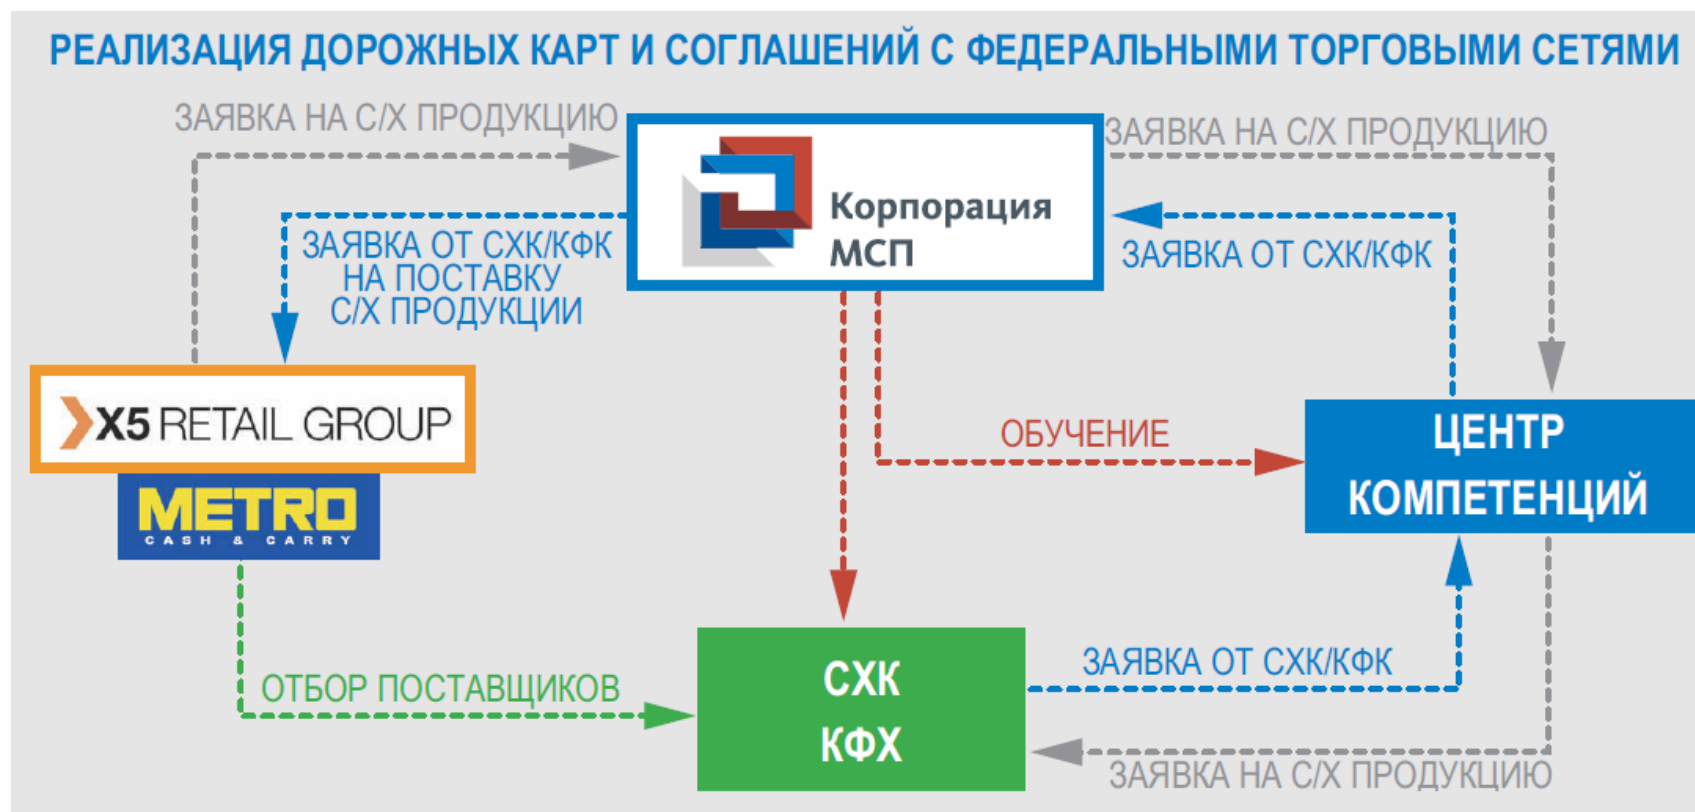 РЕАЛИЗАЦИЯ ДОРОЖНЫХ КАРТ И СОГЛАШЕНИЙ С ФЕДЕРАЛЬНЫМИ ТОРГОВЫМИ СЕТЯМИ
ЗАЯВКА НА С/Х ПРОДУКЦИЮ
ЗАЯВКА НА С/Х ПРОДУКЦИЮ
Корпорация
МСП
ЗАЯВКА ОТ СХК/КФК
НА ПОСТАВКУ
С/Х ПРОДУКЦИИ
ЗАЯВКА ОТ СХК/КФК
X5 RETAIL GROUP
METRO
CASH & CARRY
ОБУЧЕНИЕ
ЦЕНТР
КОМПЕТЕНЦИЙ
ОТБОР ПОСТАВЩИКОВ
СХК
КФХ
ЗАЯВКА ОТ СХК/КФК
ЗАЯВКА НА С/Х ПРОДУКЦИЮ